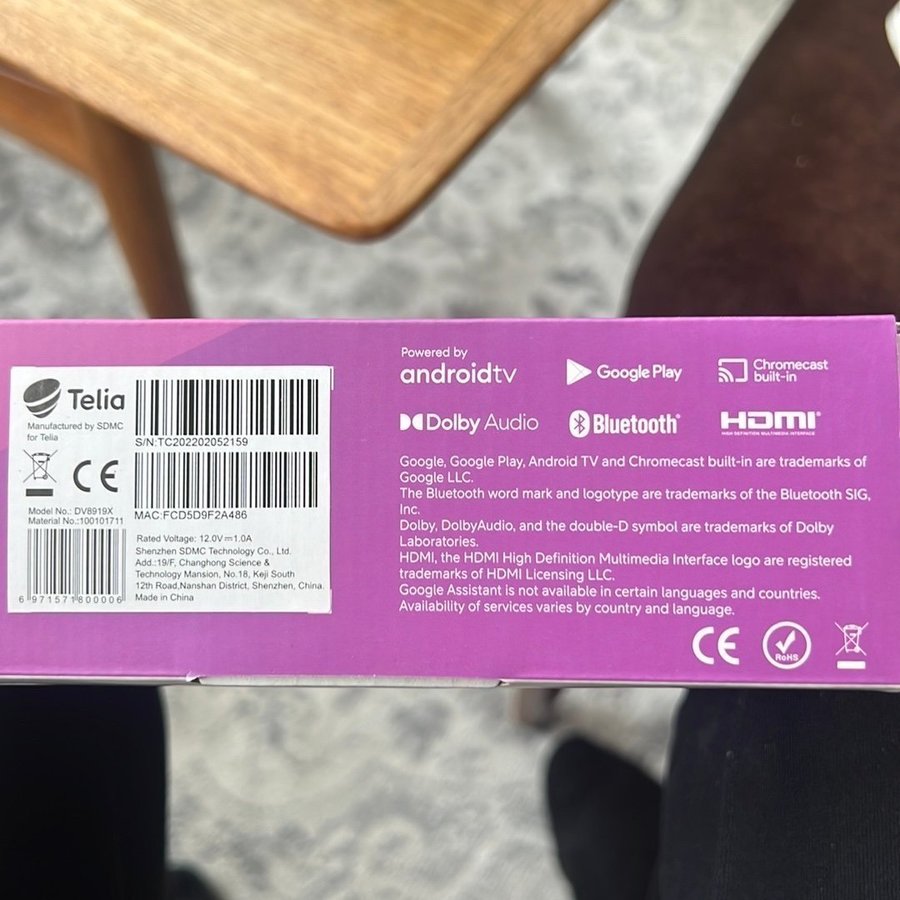 Telia
Manufactured by SDMC
for Telia
S/N:TC202202052159
CE
MAC:FCD5D9F2A486
Model No.: DV8919X
Material No.:100101711
6 971571800006
Rated Voltage: 12.0V⎓1.0A
Shenzhen SDMC Technology Co., Ltd.
Add.:19/F, Changhong Science &
Technology Mansion, No.18, Keji South
12th Road,Nanshan District, Shenzhen, China.
Made in China
Powered by
androidtv
Google Play
Chromecast
built-in
Dolby Audio
Bluetooth®
HDMI®
HIGH DEFINITION MULTIMEDIA INTERFACE
Google, Google Play, Android TV and Chromecast built-in are trademarks of
Google LLC.
The Bluetooth word mark and logotype are trademarks of the Bluetooth SIG,
Inc.
Dolby, DolbyAudio, and the double-D symbol are trademarks of Dolby
Laboratories.
HDMI, the HDMI High Definition Multimedia Interface logo are registered
trademarks of HDMI Licensing LLC.
Google Assistant is not available in certain languages and countries.
Availability of services varies by country and language.
CE
RoHS